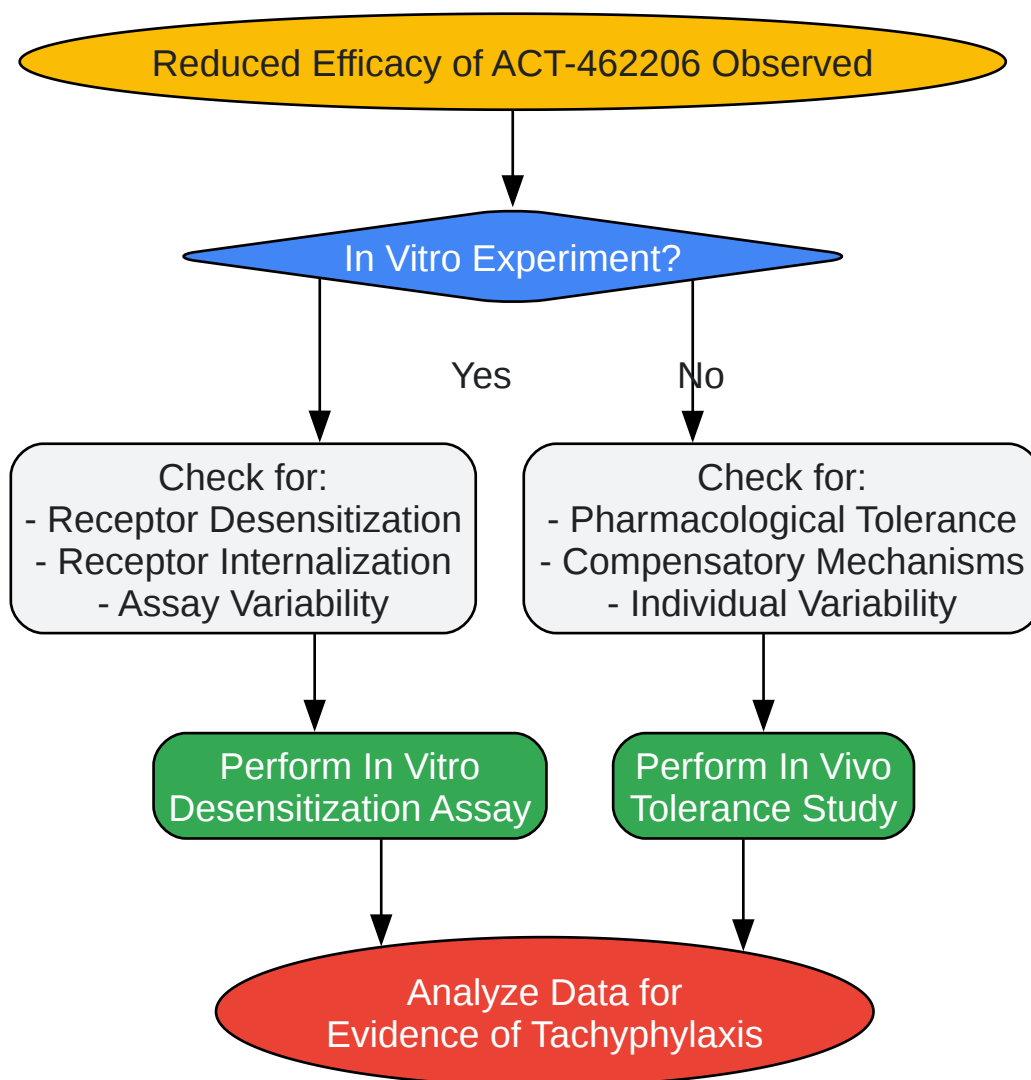 Reduced Efficacy of ACT-462206 Observed
In Vitro Experiment?
Yes
No
Check for:
- Receptor Desensitization
- Receptor Internalization
- Assay Variability
Check for:
- Pharmacological Tolerance
- Compensatory Mechanisms
- Individual Variability
Perform In Vitro
Desensitization Assay
Perform In Vivo
Tolerance Study
Analyze Data for
Evidence of Tachyphylaxis